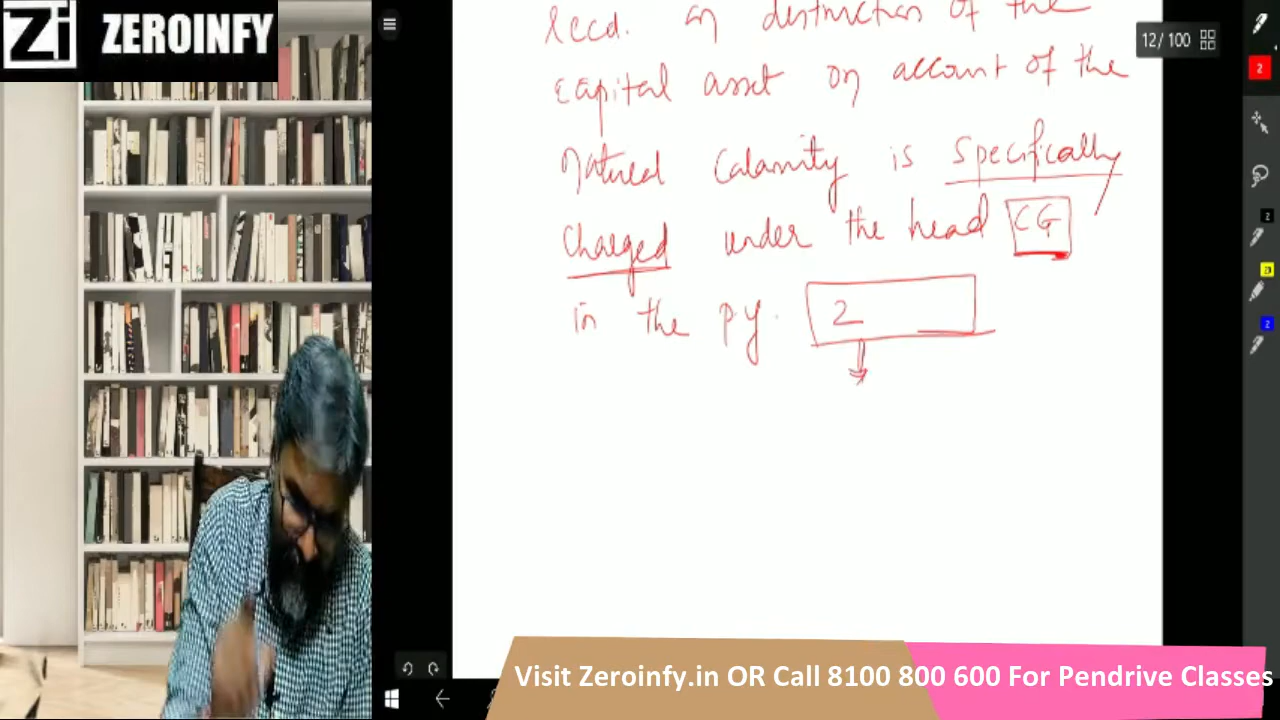 Zi ZEROINFY
12/100
Recd. on destruction of the
capital asset on account of the
Natural Calamity is specifically
charged under the head CG
in the py. 2
Visit Zeroinfy.in OR Call 8100 800 600 For Pendrive Classes